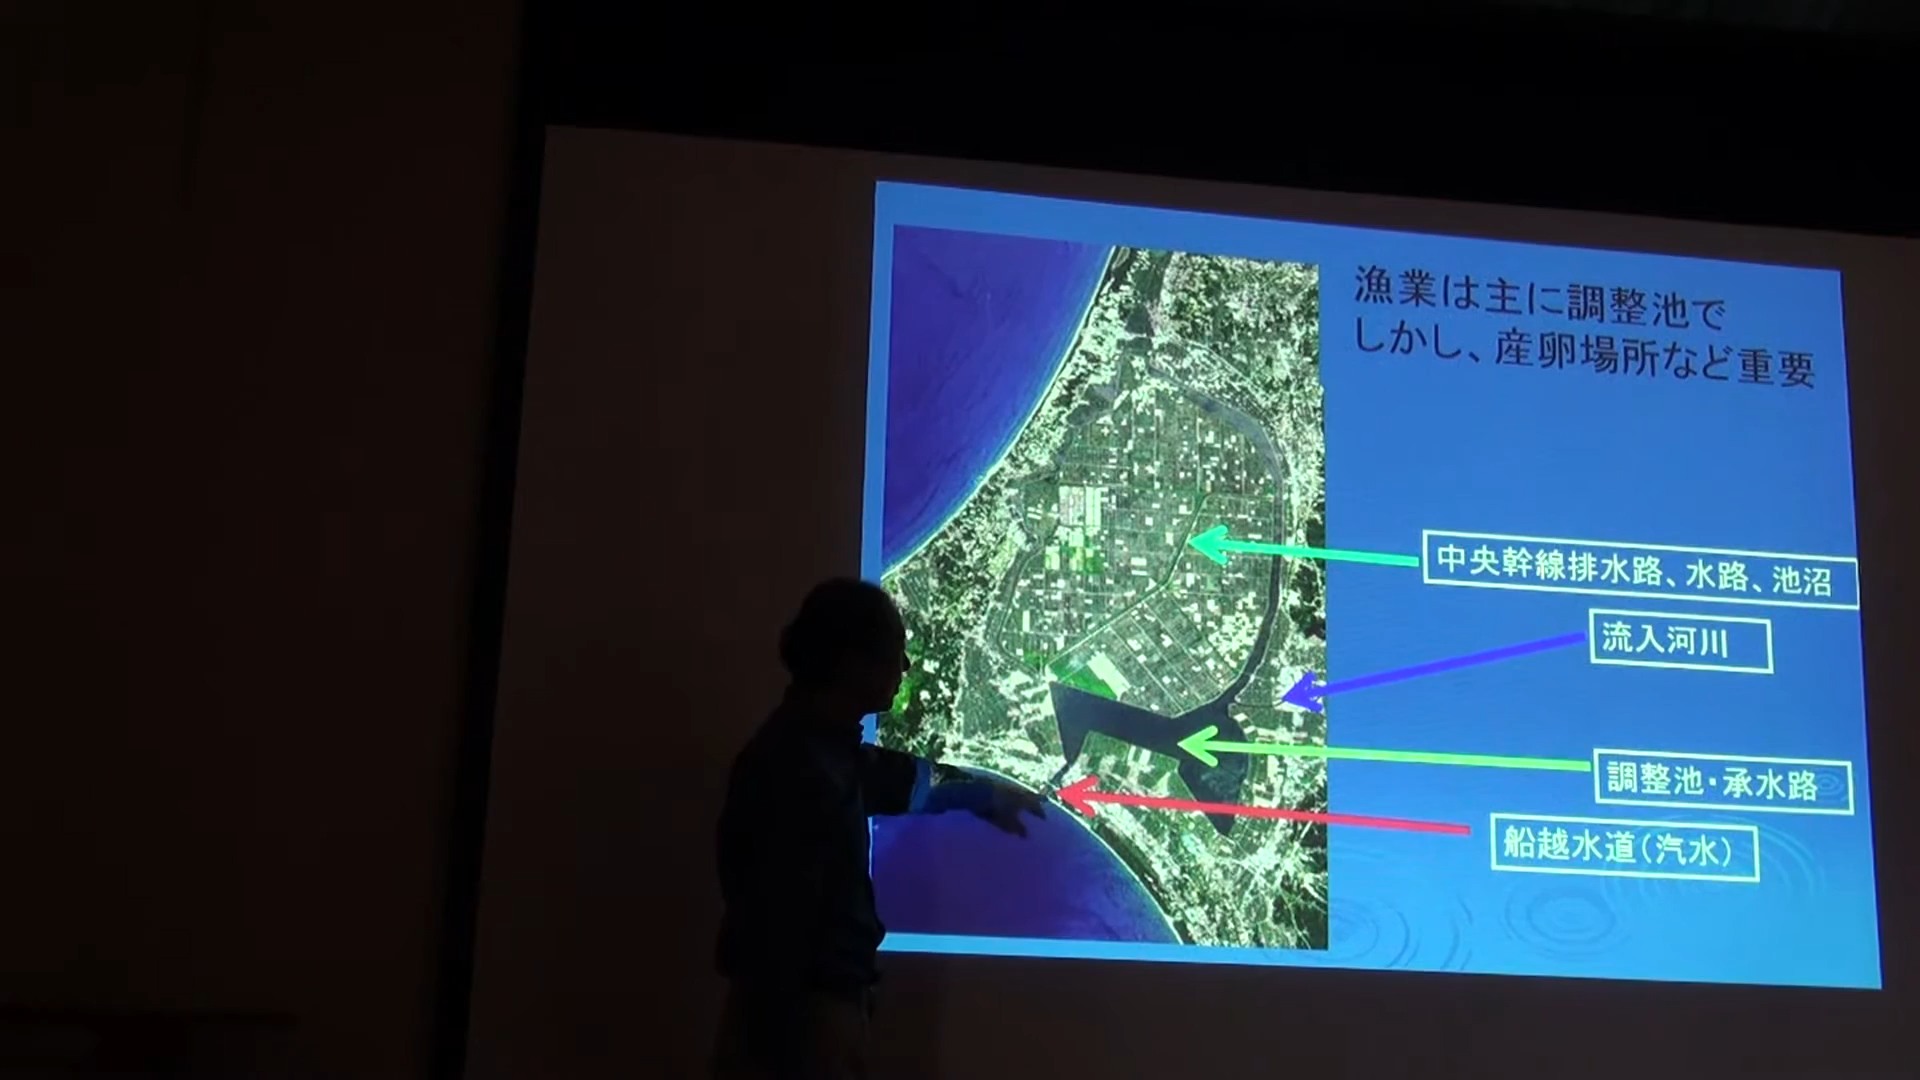 漁業は主に調整池で
しかし、産卵場所など重要
中央幹線排水路、水路、池沼
流入河川
調整池・承水路
船越水道(汽水)